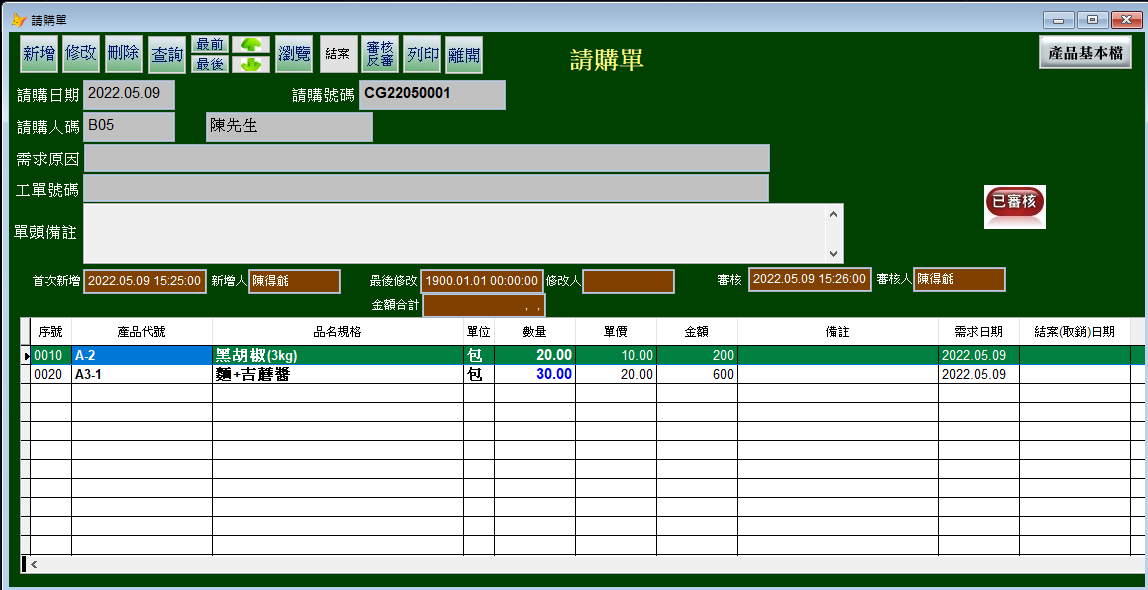 請購單
新增 修改 刪除 查詢 最前 最後 瀏覽 結案 審核 反審 列印 離開 請購單 產品基本檔
請購日期 2022.05.09 請購號碼 CG22050001
請購人碼 B05 陳先生
需求原因
工單號碼
已審核
單頭備註
首次新增 2022.05.09 15:25:00 新增人 陳得毹 最後修改 1900.01.01 00:00:00 修改人 審核 2022.05.09 15:26:00 審核人 陳得毹
金額合計 , ,
序號 產品代號 品名規格 單位 數量 單價 金額 備註 需求日期 結案(取銷)日期
0010 A-2 黑胡椒(3kg) 包 20.00 10.00 200 2022.05.09
0020 A3-1 麵+吉蘑醬 包 30.00 20.00 600 2022.05.09